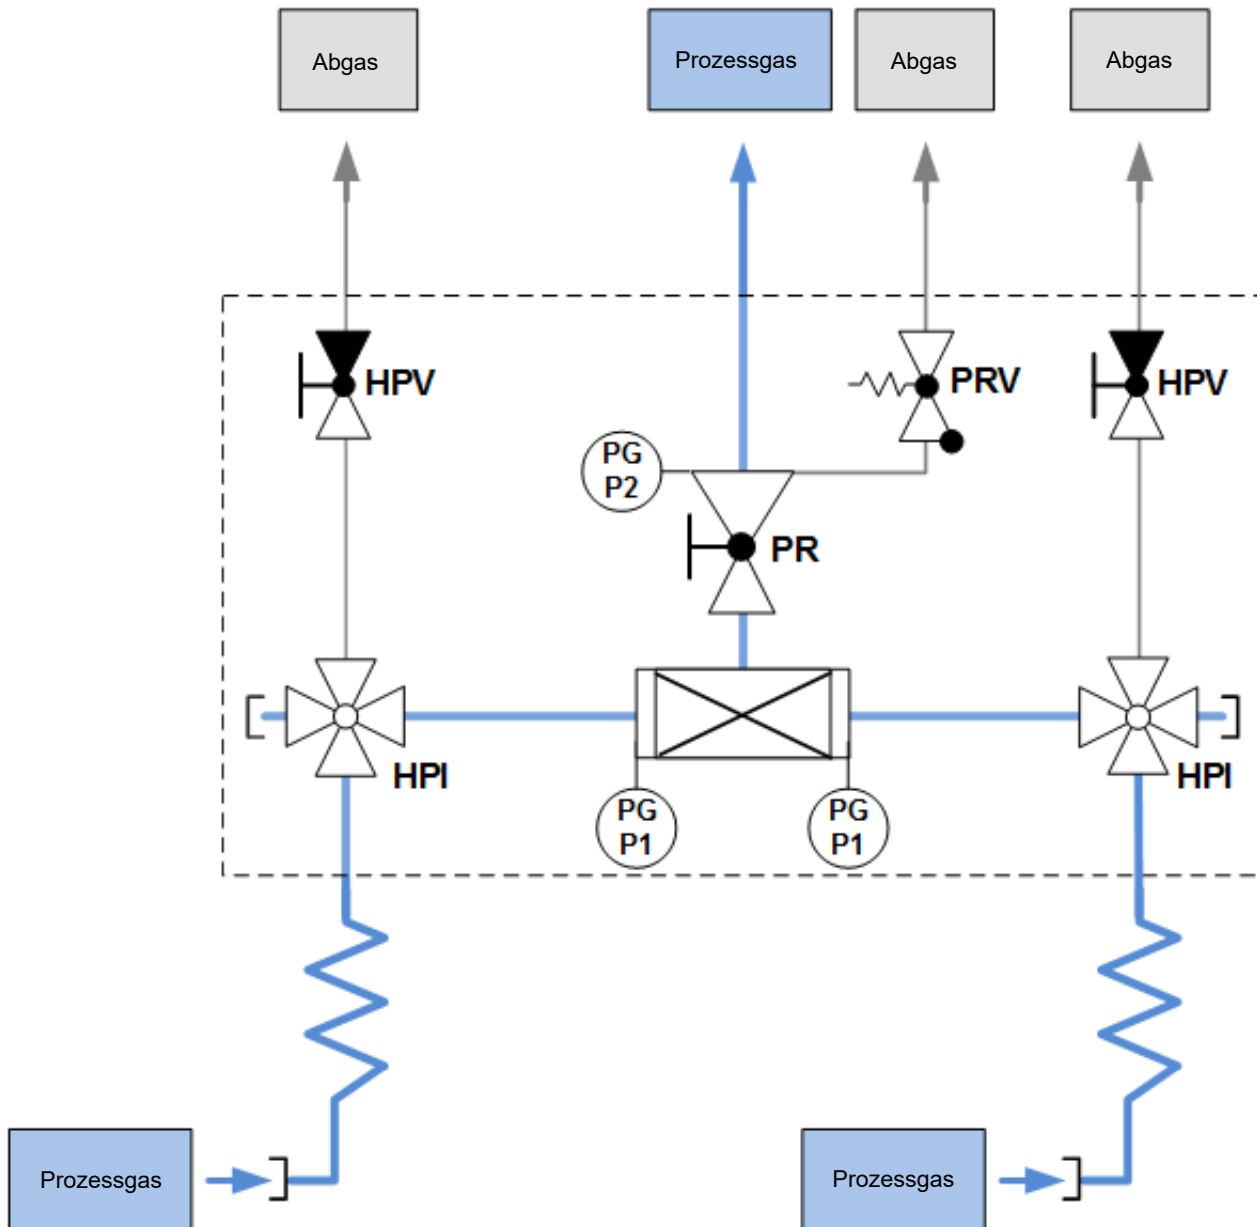 Abgas
Prozessgas
Abgas
Abgas
HPV
PRV
HPV
PG
P2
PR
HPI
HPI
PG
P1
PG
P1
Prozessgas
Prozessgas